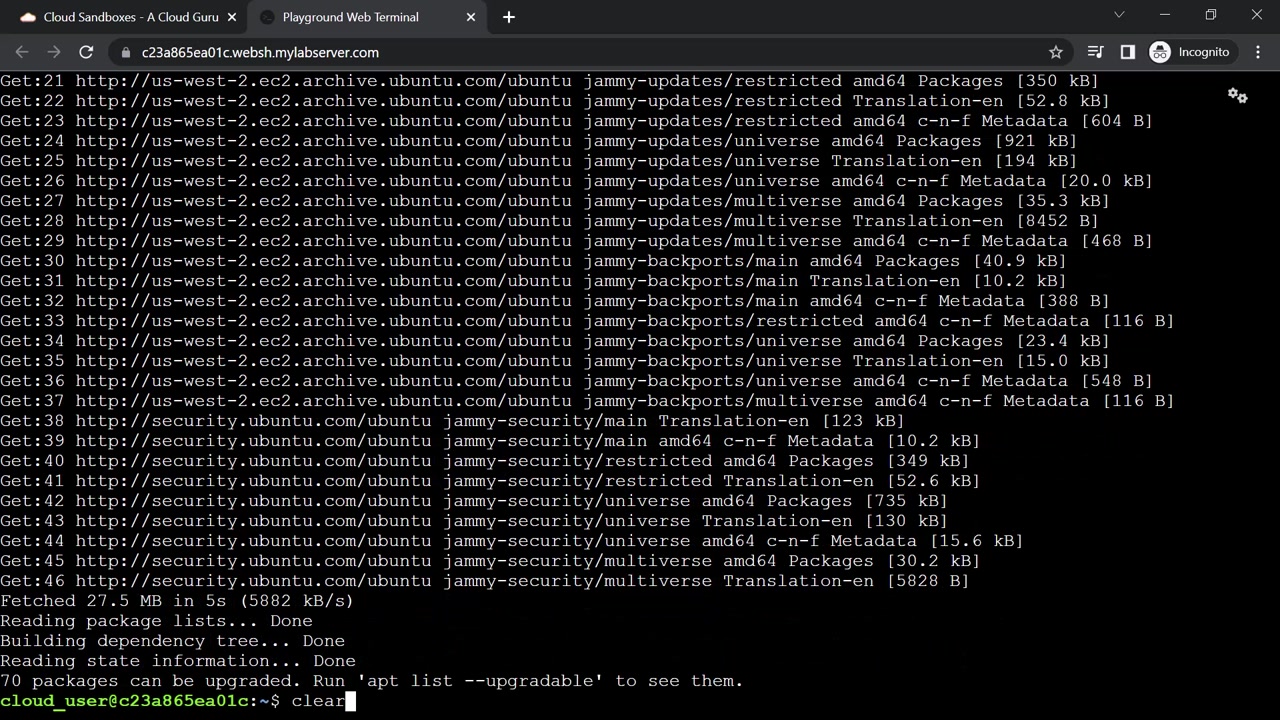 Cloud Sandboxes - A Cloud Guru
Playground Web Terminal
c23a865ea01c.websh.mylabserver.com
Incognito
Get:21 http://us-west-2.ec2.archive.ubuntu.com/ubuntu jammy-updates/restricted amd64 Packages [350 kB]
Get:22 http://us-west-2.ec2.archive.ubuntu.com/ubuntu jammy-updates/restricted Translation-en [52.8 kB]
Get:23 http://us-west-2.ec2.archive.ubuntu.com/ubuntu jammy-updates/restricted amd64 c-n-f Metadata [604 B]
Get:24 http://us-west-2.ec2.archive.ubuntu.com/ubuntu jammy-updates/universe amd64 Packages [921 kB]
Get:25 http://us-west-2.ec2.archive.ubuntu.com/ubuntu jammy-updates/universe Translation-en [194 kB]
Get:26 http://us-west-2.ec2.archive.ubuntu.com/ubuntu jammy-updates/universe amd64 c-n-f Metadata [20.0 kB]
Get:27 http://us-west-2.ec2.archive.ubuntu.com/ubuntu jammy-updates/multiverse amd64 Packages [35.3 kB]
Get:28 http://us-west-2.ec2.archive.ubuntu.com/ubuntu jammy-updates/multiverse Translation-en [8452 B]
Get:29 http://us-west-2.ec2.archive.ubuntu.com/ubuntu jammy-updates/multiverse amd64 c-n-f Metadata [468 B]
Get:30 http://us-west-2.ec2.archive.ubuntu.com/ubuntu jammy-backports/main amd64 Packages [40.9 kB]
Get:31 http://us-west-2.ec2.archive.ubuntu.com/ubuntu jammy-backports/main Translation-en [10.2 kB]
Get:32 http://us-west-2.ec2.archive.ubuntu.com/ubuntu jammy-backports/main amd64 c-n-f Metadata [388 B]
Get:33 http://us-west-2.ec2.archive.ubuntu.com/ubuntu jammy-backports/restricted amd64 c-n-f Metadata [116 B]
Get:34 http://us-west-2.ec2.archive.ubuntu.com/ubuntu jammy-backports/universe amd64 Packages [23.4 kB]
Get:35 http://us-west-2.ec2.archive.ubuntu.com/ubuntu jammy-backports/universe Translation-en [15.0 kB]
Get:36 http://us-west-2.ec2.archive.ubuntu.com/ubuntu jammy-backports/universe amd64 c-n-f Metadata [548 B]
Get:37 http://us-west-2.ec2.archive.ubuntu.com/ubuntu jammy-backports/multiverse amd64 c-n-f Metadata [116 B]
Get:38 http://security.ubuntu.com/ubuntu jammy-security/main Translation-en [123 kB]
Get:39 http://security.ubuntu.com/ubuntu jammy-security/main amd64 c-n-f Metadata [10.2 kB]
Get:40 http://security.ubuntu.com/ubuntu jammy-security/restricted amd64 Packages [349 kB]
Get:41 http://security.ubuntu.com/ubuntu jammy-security/restricted Translation-en [52.6 kB]
Get:42 http://security.ubuntu.com/ubuntu jammy-security/universe amd64 Packages [735 kB]
Get:43 http://security.ubuntu.com/ubuntu jammy-security/universe Translation-en [130 kB]
Get:44 http://security.ubuntu.com/ubuntu jammy-security/universe amd64 c-n-f Metadata [15.6 kB]
Get:45 http://security.ubuntu.com/ubuntu jammy-security/multiverse amd64 Packages [30.2 kB]
Get:46 http://security.ubuntu.com/ubuntu jammy-security/multiverse Translation-en [5828 B]
Fetched 27.5 MB in 5s (5882 kB/s)
Reading package lists... Done
Building dependency tree... Done
Reading state information... Done
70 packages can be upgraded. Run 'apt list --upgradable' to see them.
cloud_user@c23a865ea01c:~$ clear